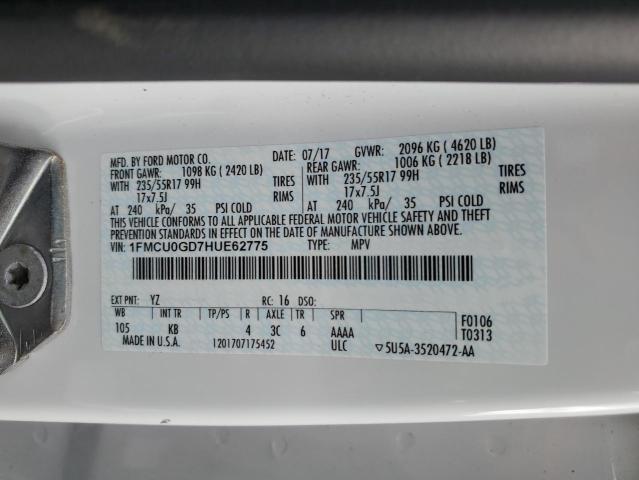 MFD. BY FORD MOTOR CO. DATE: 07/17 GVWR: 2096 KG ( 4620 LB)
FRONT GAWR: 1098 KG ( 2420 LB) REAR GAWR: 1006 KG ( 2218 LB)
WITH 235/55R17 99H TIRES WITH 235/55R17 99H TIRES
17x7.5J RIMS 17x7.5J RIMS
AT 240 kPa/ 35 PSI COLD AT 240 kPa/ 35 PSI COLD
THIS VEHICLE CONFORMS TO ALL APPLICABLE FEDERAL MOTOR VEHICLE SAFETY AND THEFT
PREVENTION STANDARDS IN EFFECT ON THE DATE OF MANUFACTURE SHOWN ABOVE.
VIN: 1FMCU0GD7HUE62775 TYPE: MPV
EXT PNT: YZ RC: 16 DSO:
WB INT TR TP/PS R AXLE TR SPR F0106
105 KB 4 3C 6 AAAA T0313
MADE IN U.S.A. 1201707175452 ULC ▽5U5A-3520472-AA